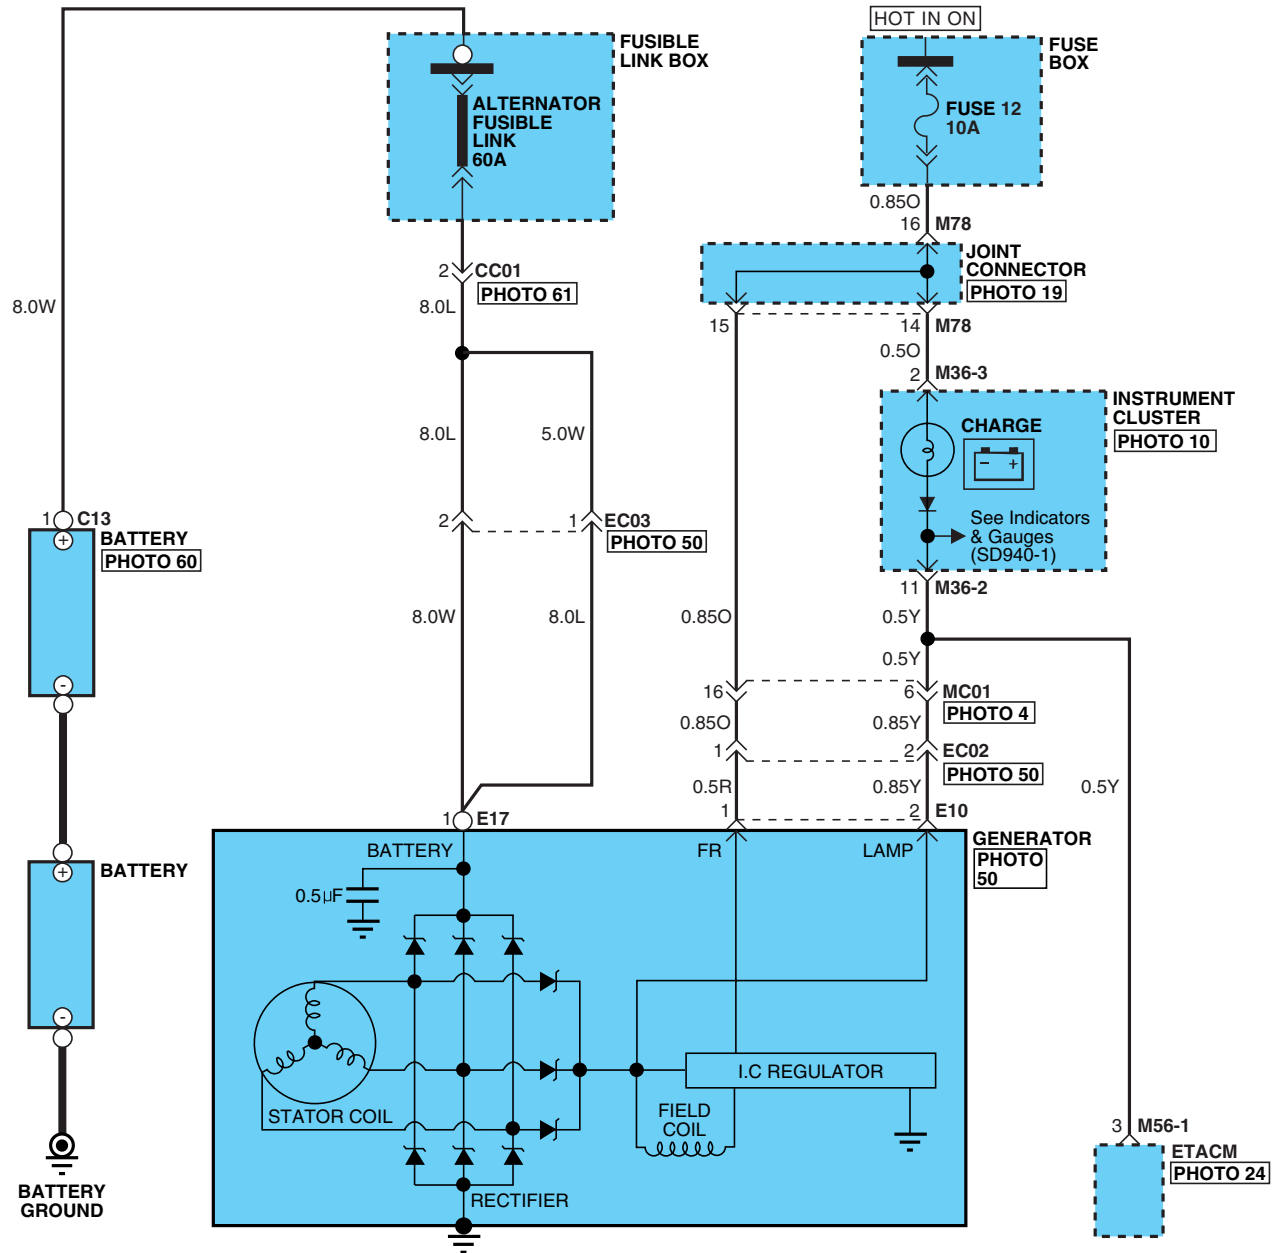 HOT IN ON
FUSIBLE
LINK BOX
ALTERNATOR
FUSIBLE
LINK
60A
FUSE
BOX
FUSE 12
10A
0.85O
16 M78
JOINT
CONNECTOR
PHOTO 19
2 CC01
PHOTO 61
8.0W
8.0L
15
14 M78
0.5O
2 M36-3
INSTRUMENT
CLUSTER
PHOTO 10
CHARGE
- +
See Indicators
& Gauges
(SD940-1)
11 M36-2
8.0L
5.0W
1 C13
+
BATTERY
PHOTO 60
2
1 EC03
PHOTO 50
8.0W
8.0L
0.85O
0.5Y
0.5Y
-
16
6 MC01
PHOTO 4
0.85O
0.85Y
1
2 EC02
PHOTO 50
0.5R
0.85Y
0.5Y
1 E17
1
2 E10
GENERATOR
PHOTO
50
BATTERY
FR
LAMP
+
BATTERY
0.5µF
-
STATOR COIL
I.C REGULATOR
FIELD
COIL
RECTIFIER
3 M56-1
ETACM
PHOTO 24
BATTERY
GROUND